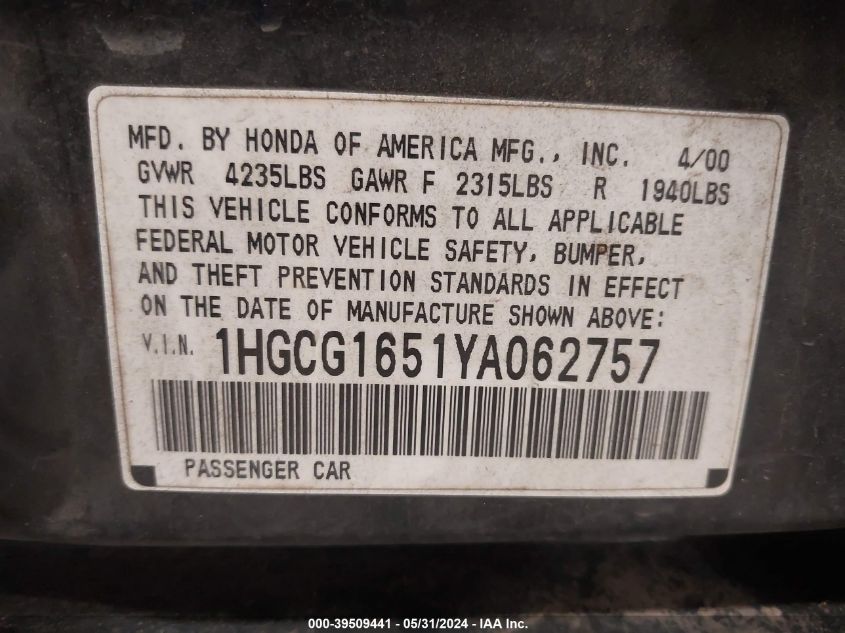 MFD. BY HONDA OF AMERICA MFG., INC. 4/00
GVWR 4235LBS GAWR F 2315LBS R 1940LBS
THIS VEHICLE CONFORMS TO ALL APPLICABLE
FEDERAL MOTOR VEHICLE SAFETY, BUMPER,
AND THEFT PREVENTION STANDARDS IN EFFECT
ON THE DATE OF MANUFACTURE SHOWN ABOVE:
V.I.N. 1HGCG1651YA062757
PASSENGER CAR
000-39509441 - 05/31/2024 - IAA Inc.